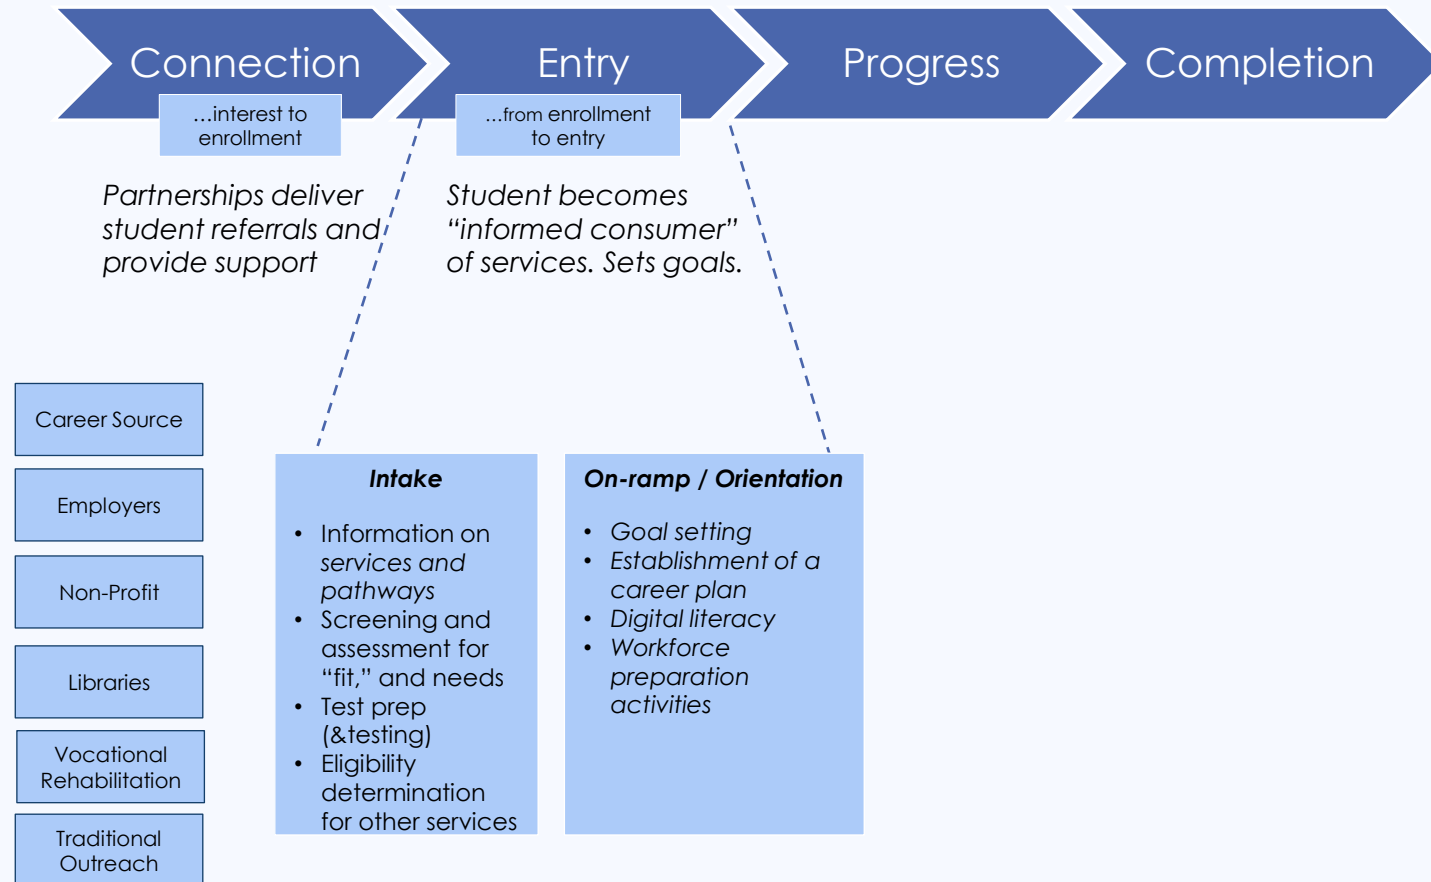 Connection
Entry
Progress
Completion
…interest to
enrollment
…from enrollment
to entry
Partnerships deliver
student referrals and
provide support
Student becomes
“informed consumer”
of services. Sets goals.
Career Source
Employers
Non-Profit
Libraries
Vocational
Rehabilitation
Traditional
Outreach
Intake
• Information on
services and
pathways
• Screening and
assessment for
“fit,” and needs
• Test prep
(&testing)
• Eligibility
determination
for other services
On-ramp / Orientation
• Goal setting
• Establishment of a
career plan
• Digital literacy
• Workforce
preparation
activities